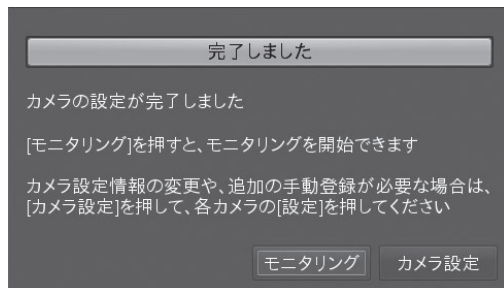 完了しました
カメラの設定が完了しました
[モニタリング]を押すと、モニタリングを開始できます
カメラ設定情報の変更や、追加の手動登録が必要な場合は、
[カメラ設定]を押して、各カメラの[設定]を押してください
モニタリング カメラ設定